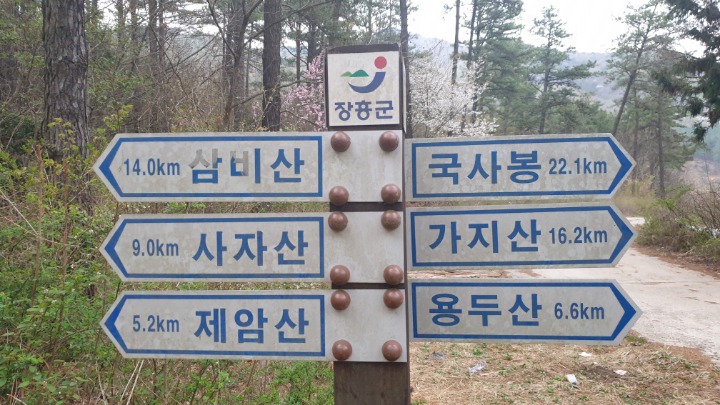 장흥군
14.0km 삼비산
국사봉 22.1km
9.0km 사자산
가지산 16.2km
5.2km 제암산
용두산 6.6km